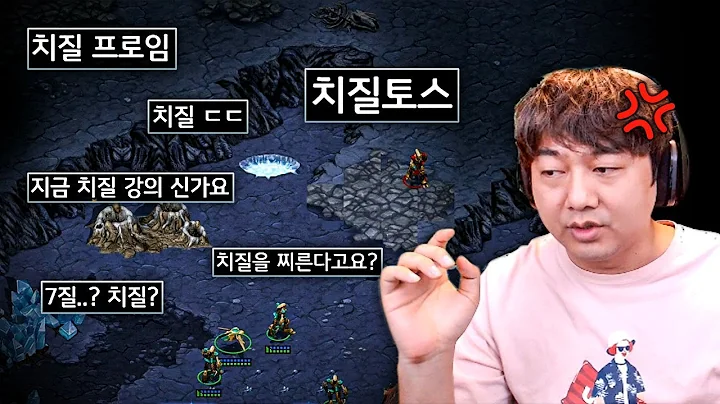 치질 프로임
치질토스
치질 ㄷㄷ
지금 치질 강의 신가요
치질을 찌른다고요?
7질..? 치질?